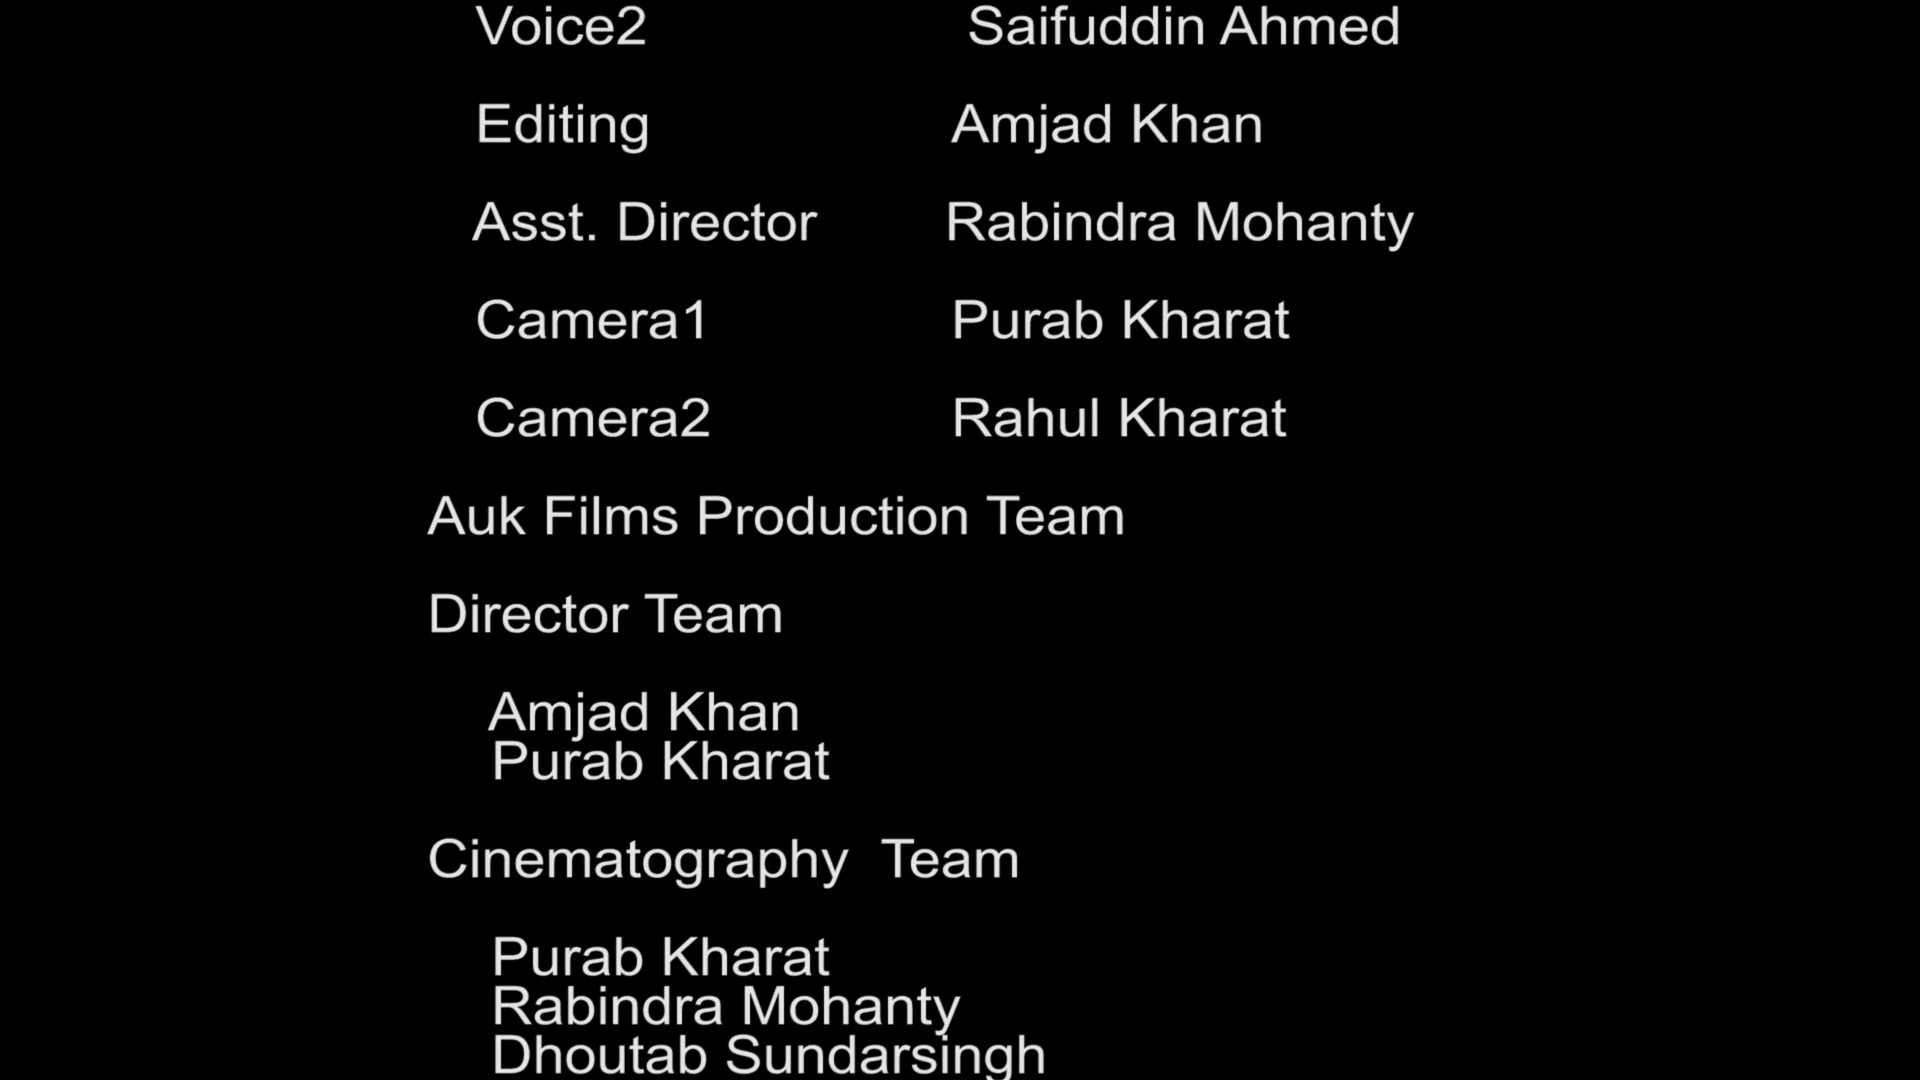 Voice2 Saifuddin Ahmed
Editing Amjad Khan
Asst. Director Rabindra Mohanty
Camera1 Purab Kharat
Camera2 Rahul Kharat
Auk Films Production Team
Director Team
Amjad Khan
Purab Kharat
Cinematography Team
Purab Kharat
Rabindra Mohanty
Dhoutab Sundarsingh